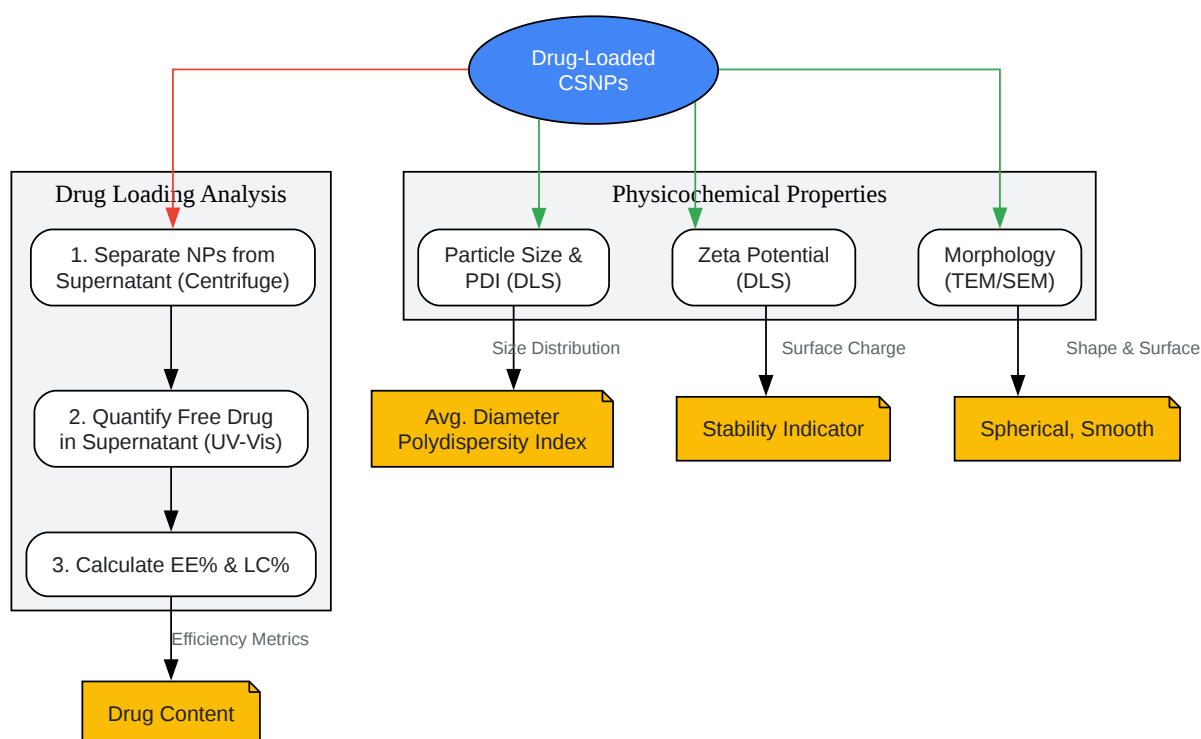 Drug-Loaded
CSNPs
Drug Loading Analysis
1. Separate NPs from
Supernatant (Centrifuge)
2. Quantify Free Drug
in Supernatant (UV-Vis)
3. Calculate EE% & LC%
Efficiency Metrics
Drug Content
Physicochemical Properties
Particle Size &
PDI (DLS)
Zeta Potential
(DLS)
Morphology
(TEM/SEM)
Size Distribution
Surface Charge
Shape & Surface
Avg. Diameter
Polydispersity Index
Stability Indicator
Spherical, Smooth